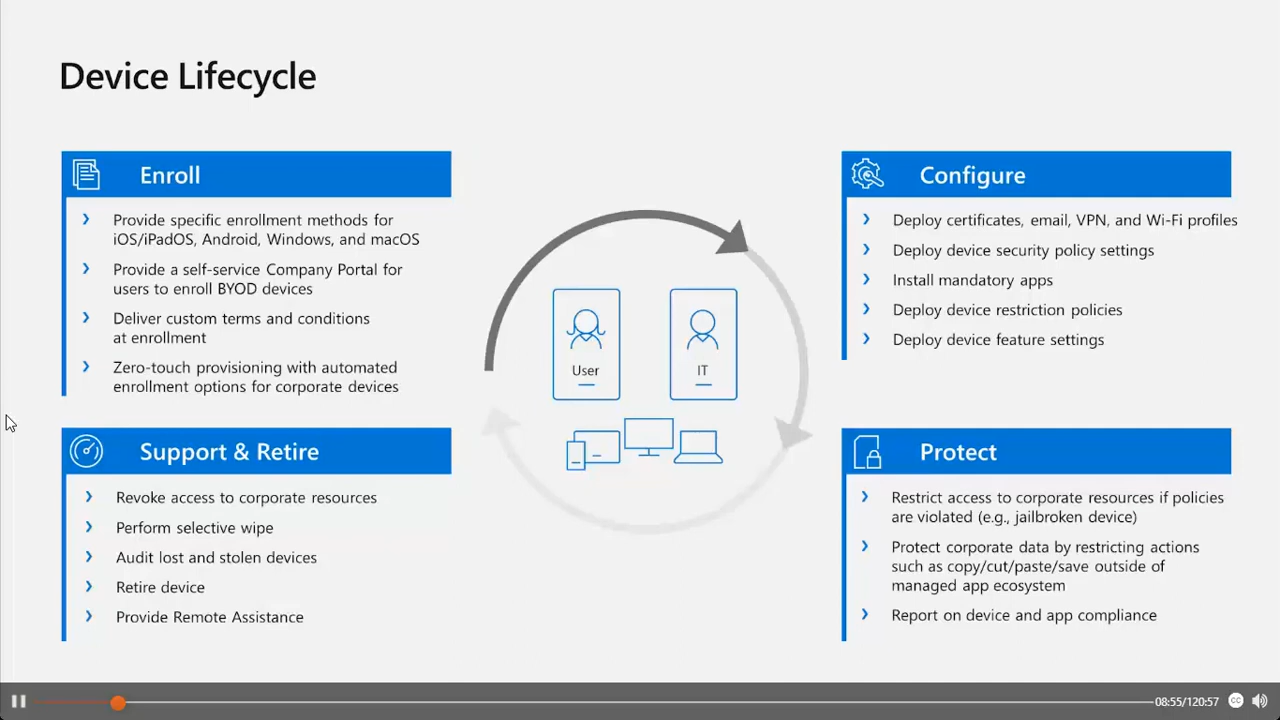 Device Lifecycle
Enroll
Provide specific enrollment methods for
iOS/iPadOS, Android, Windows, and macOS
Provide a self-service Company Portal for
users to enroll BYOD devices
Deliver custom terms and conditions
at enrollment
Zero-touch provisioning with automated
enrollment options for corporate devices
Configure
Deploy certificates, email, VPN, and Wi-Fi profiles
Deploy device security policy settings
Install mandatory apps
Deploy device restriction policies
Deploy device feature settings
User
IT
Support & Retire
Revoke access to corporate resources
Perform selective wipe
Audit lost and stolen devices
Retire device
Provide Remote Assistance
Protect
Restrict access to corporate resources if policies
are violated (e.g., jailbroken device)
Protect corporate data by restricting actions
such as copy/cut/paste/save outside of
managed app ecosystem
Report on device and app compliance
08:55/120:57
CC